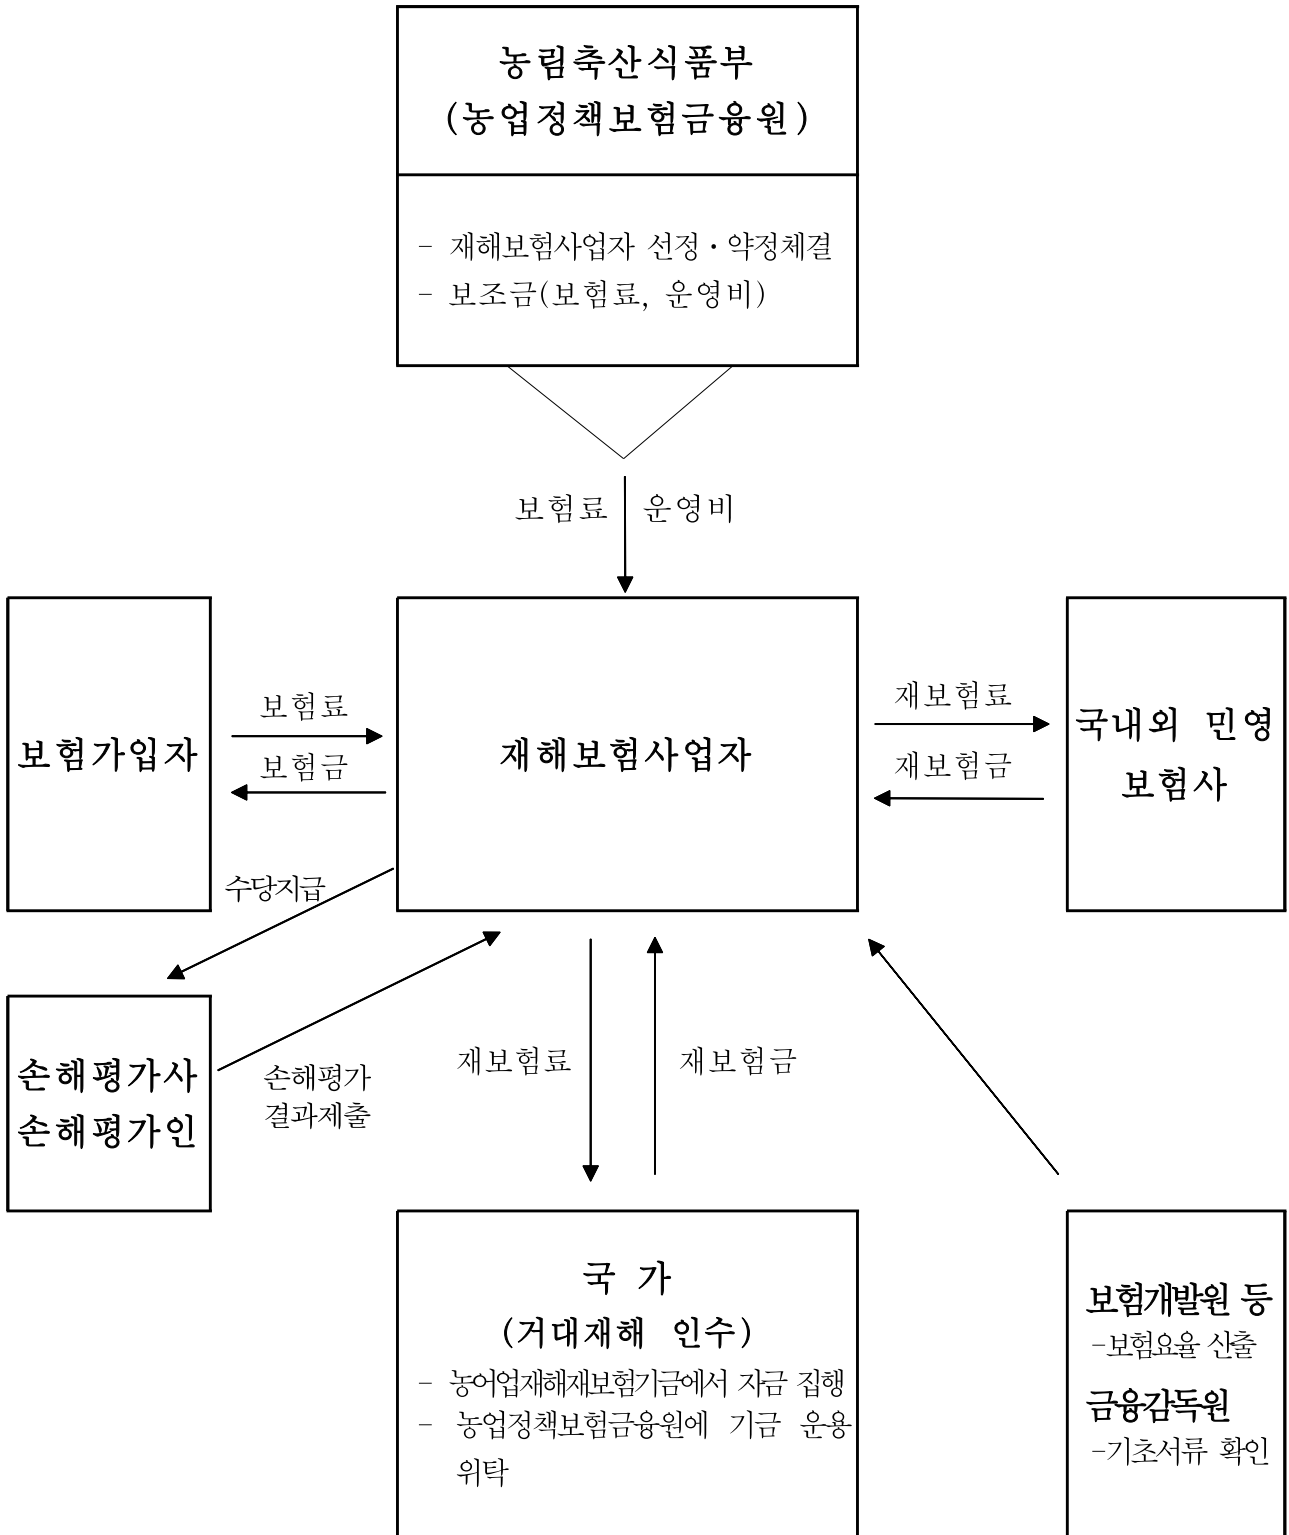 농림축산식품부
(농업정책보험금융원)
- 재해보험사업자 선정・약정체결
- 보조금(보험료, 운영비)
보험료 운영비
보험가입자
보험료
보험금
재해보험사업자
재보험료
재보험금
국내외 민영
보험사
수당지급
손해평가사
손해평가인
손해평가
결과제출
재보험료
재보험금
국 가
(거대재해 인수)
- 농어업재해재보험기금에서 자금 집행
- 농업정책보험금융원에 기금 운용
위탁
보험개발원 등
-보험요율 산출
금융감독원
-기초서류 확인